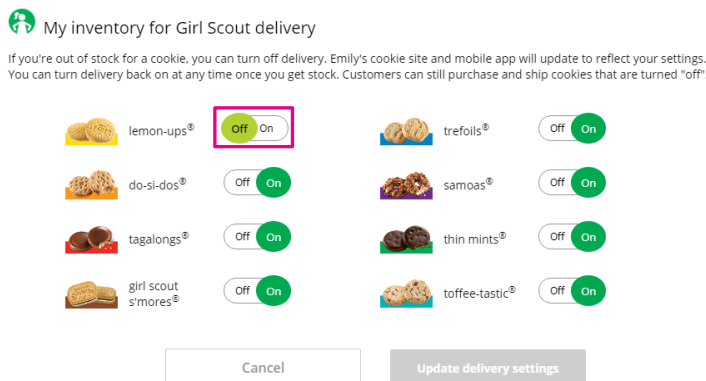 My inventory for Girl Scout delivery
If you're out of stock for a cookie, you can turn off delivery. Emily's cookie site and mobile app will update to reflect your settings.
You can turn delivery back on at any time once you get stock. Customers can still purchase and ship cookies that are turned "off"
lemon-ups® Off On
trefoils® Off On
do-si-dos® Off On
samoas® Off On
tagalongs® Off On
thin mints® Off On
girl scout
s'mores® Off On
toffee-tastic® Off On
Cancel
Update delivery settings